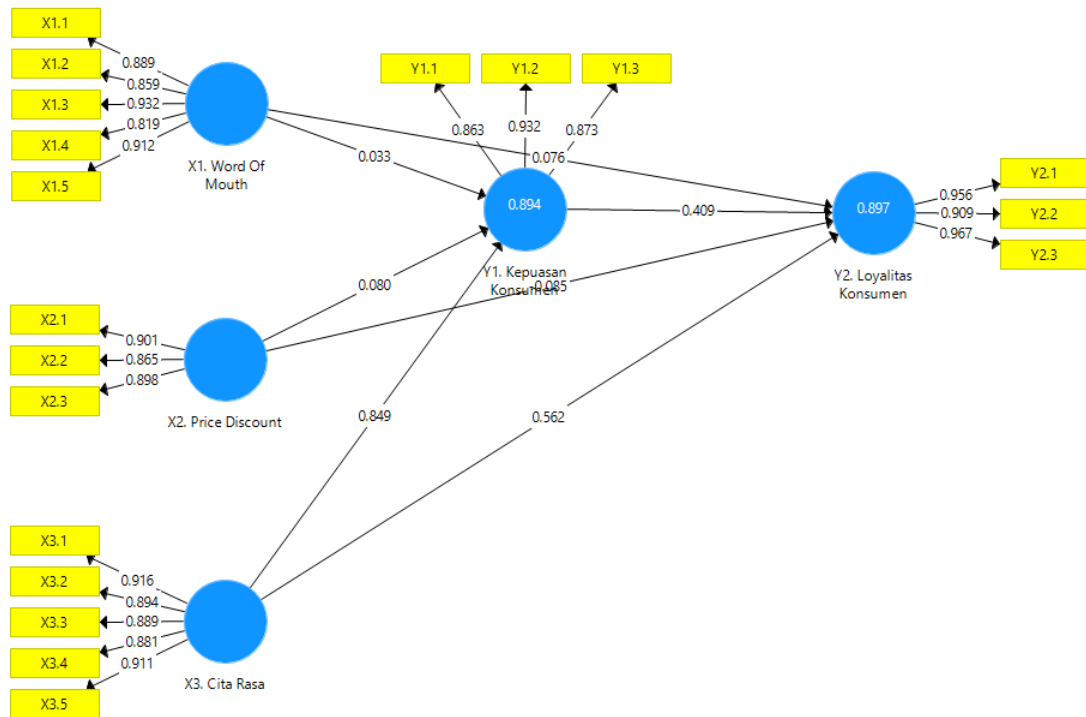 X1.1
X1.2
X1.3
X1.4
X1.5
0.889
0.859
0.932
0.819
0.912
X1. Word Of
Mouth
Y1.1
Y1.2
Y1.3
0.863
0.932
0.873
0.033
0.076
0.894
Y1. Kepuasan
Konsumen
0.409
0.897
Y2. Loyalitas
Konsumen
0.956
0.909
0.967
Y2.1
Y2.2
Y2.3
0.080
-0.085
X2.1
X2.2
X2.3
0.901
0.865
0.898
X2. Price Discount
0.849
0.562
X3.1
X3.2
X3.3
X3.4
X3.5
0.916
0.894
0.889
0.881
0.911
X3. Cita Rasa